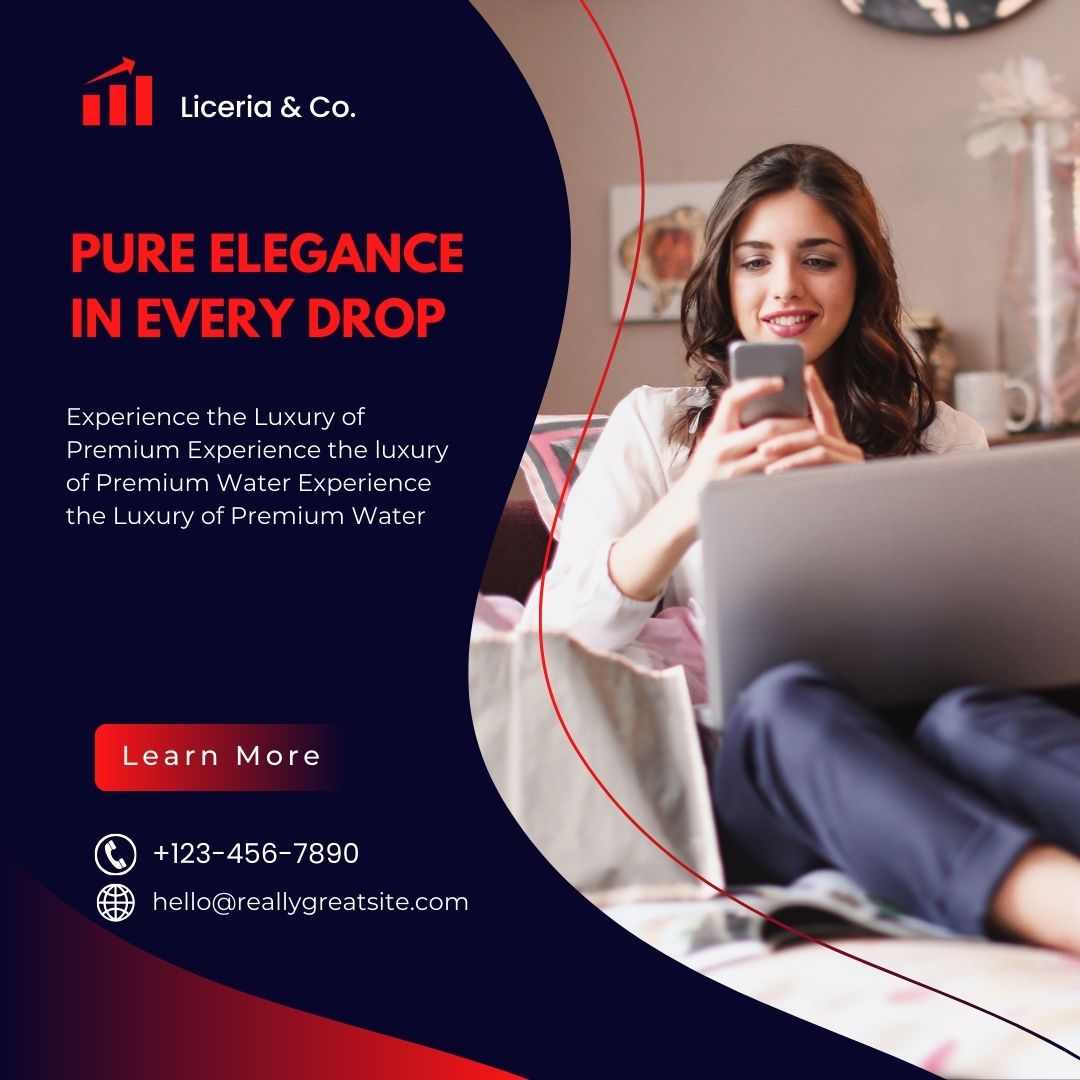 Liceria & Co.
PURE ELEGANCE
IN EVERY DROP
Experience the Luxury of
Premium Experience the luxury
of Premium Water Experience
the Luxury of Premium Water
Learn More
+123-456-7890
hello@reallygreatsite.com